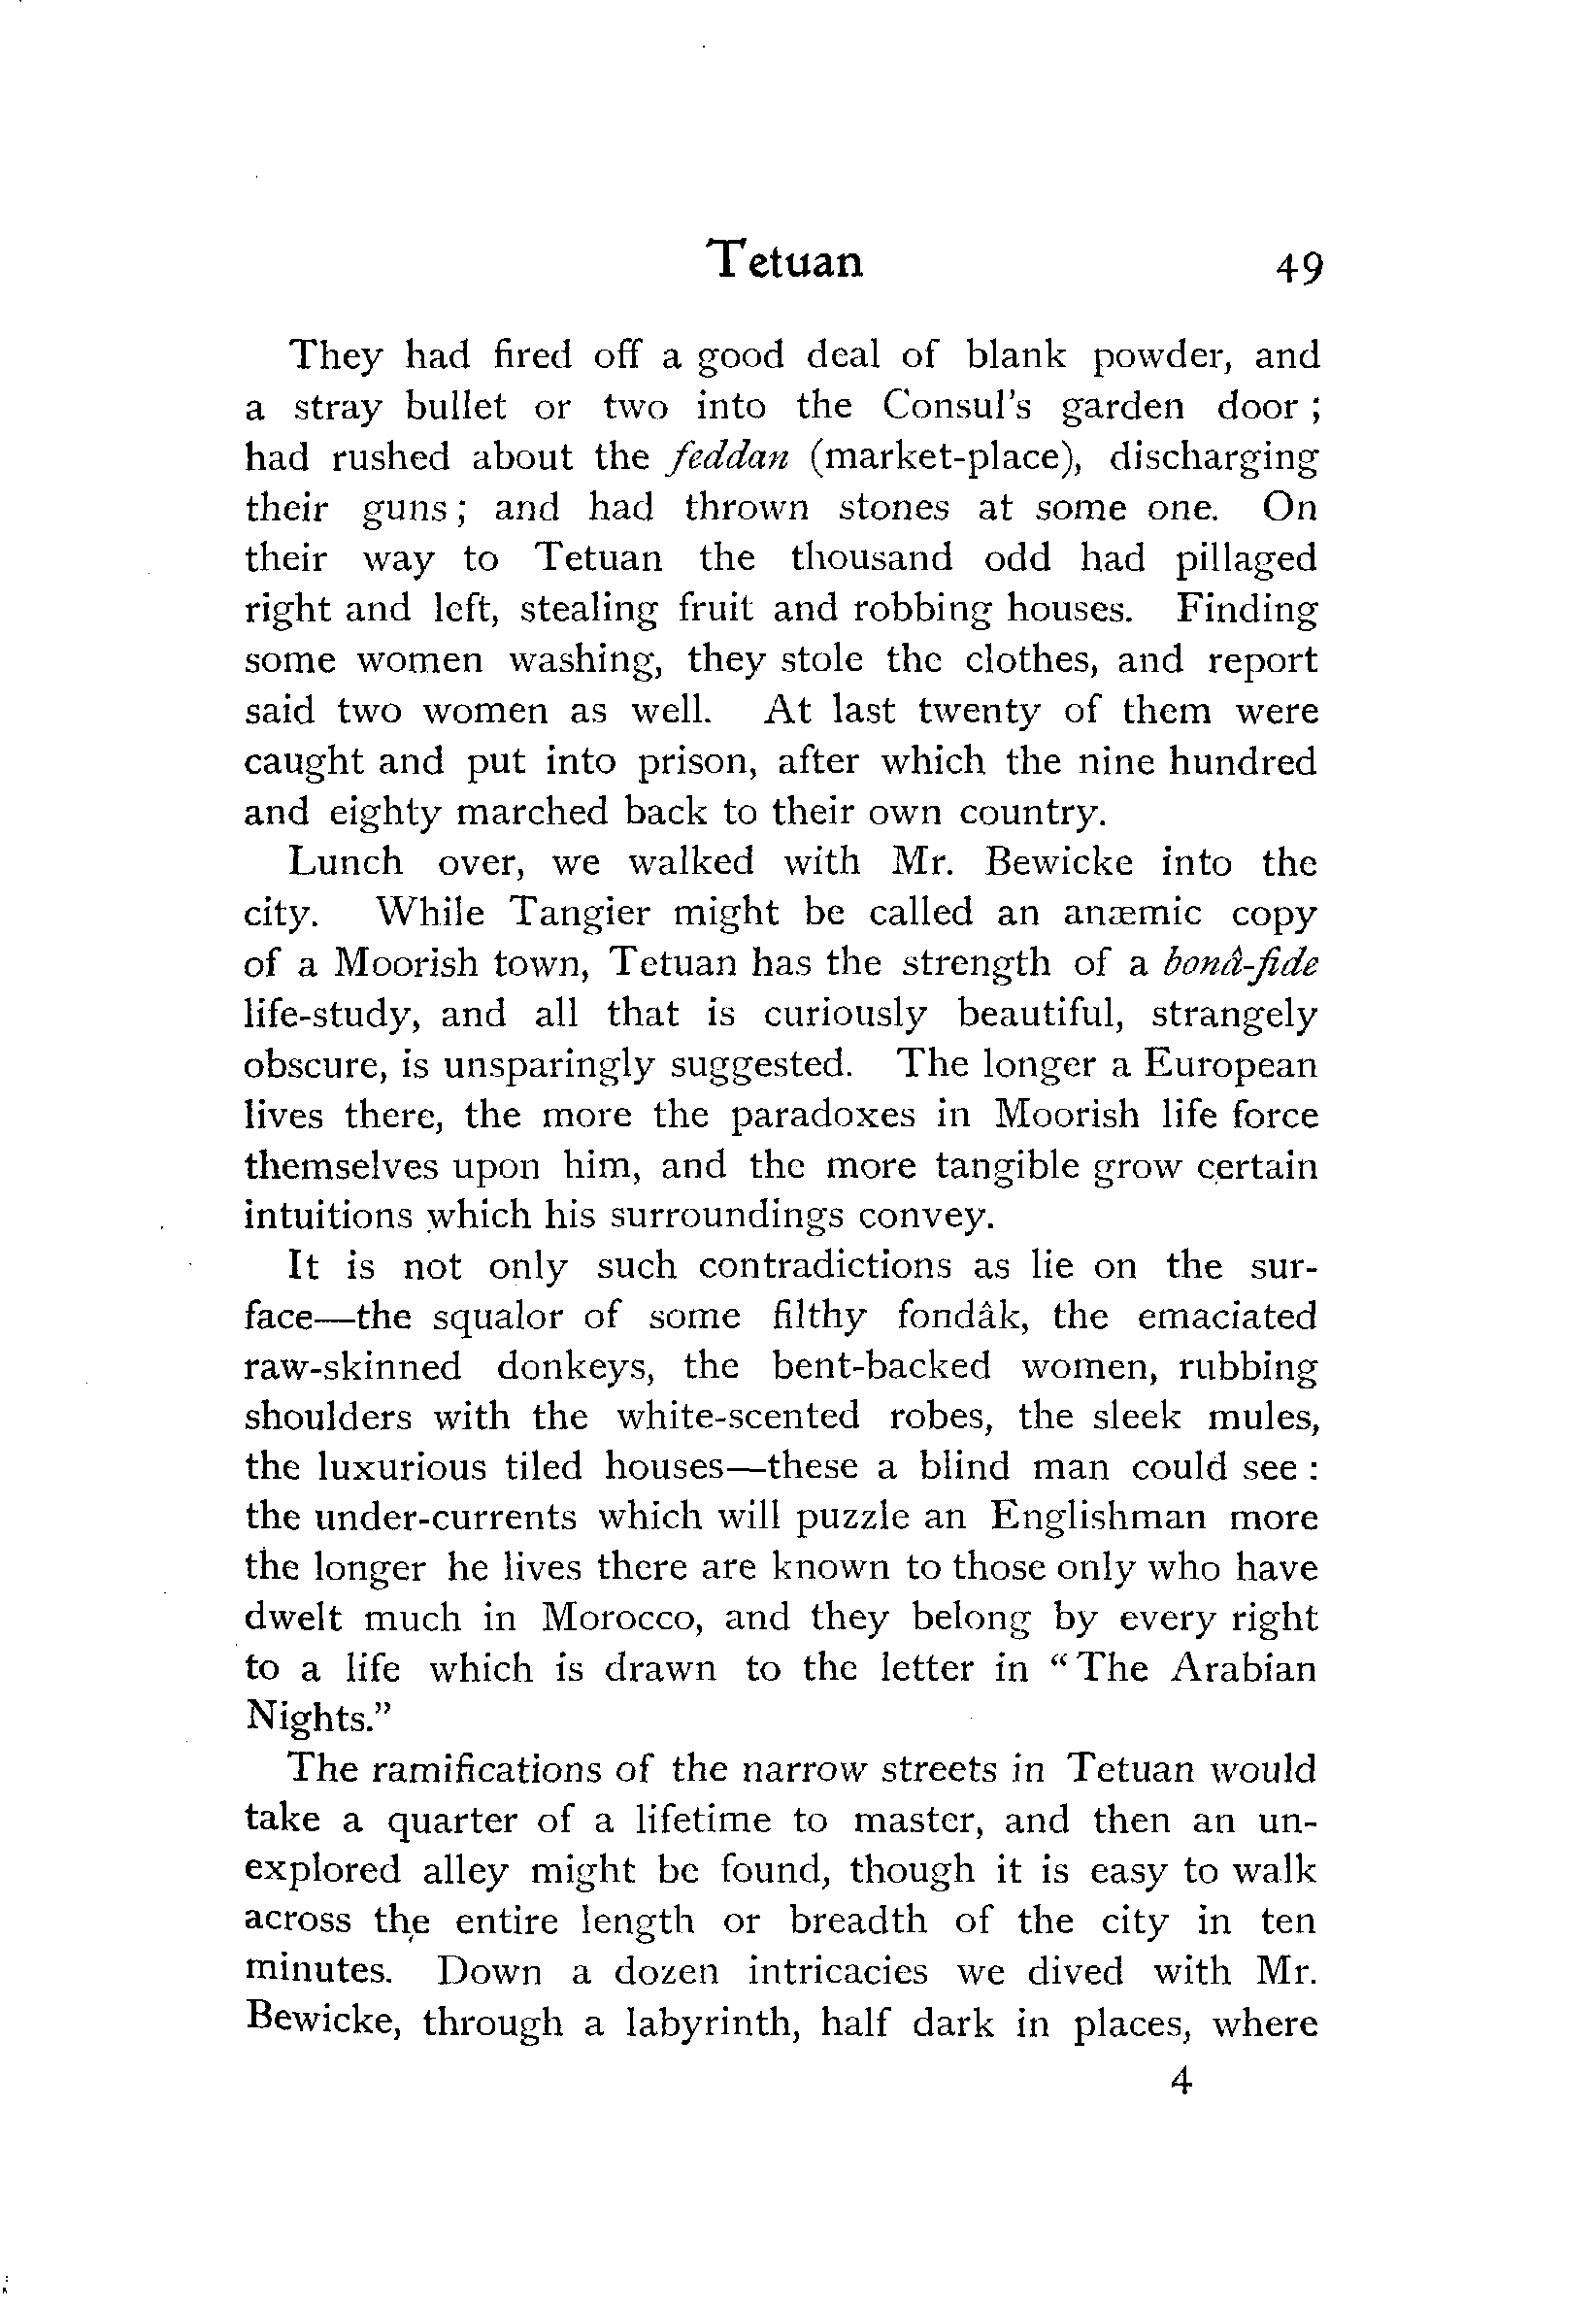 Tetuan 49
They had fired off a good deal of blank powder, and
a stray bullet or two into the Consul's garden door ;
had rushed about the feddan (market-place), discharging
their guns ; and had thrown stones at some one. On
their way to Tetuan the thousand odd had pillaged
right and left, stealing fruit and robbing houses. Finding
some women washing, they stole the clothes, and report
said two women as well. At last twenty of them were
caught and put into prison, after which the nine hundred
and eighty marched back to their own country.
Lunch over, we walked with Mr. Bewicke into the
city. While Tangier might be called an anæmic copy
of a Moorish town, Tetuan has the strength of a bonâ-fide
life-study, and all that is curiously beautiful, strangely
obscure, is unsparingly suggested. The longer a European
lives there, the more the paradoxes in Moorish life force
themselves upon him, and the more tangible grow certain
intuitions which his surroundings convey.
It is not only such contradictions as lie on the sur-
face—the squalor of some filthy fondâk, the emaciated
raw-skinned donkeys, the bent-backed women, rubbing
shoulders with the white-scented robes, the sleek mules,
the luxurious tiled houses—these a blind man could see :
the under-currents which will puzzle an Englishman more
the longer he lives there are known to those only who have
dwelt much in Morocco, and they belong by every right
to a life which is drawn to the letter in “The Arabian
Nights.”
The ramifications of the narrow streets in Tetuan would
take a quarter of a lifetime to master, and then an un-
explored alley might be found, though it is easy to walk
across the entire length or breadth of the city in ten
minutes. Down a dozen intricacies we dived with Mr.
Bewicke, through a labyrinth, half dark in places, where
4